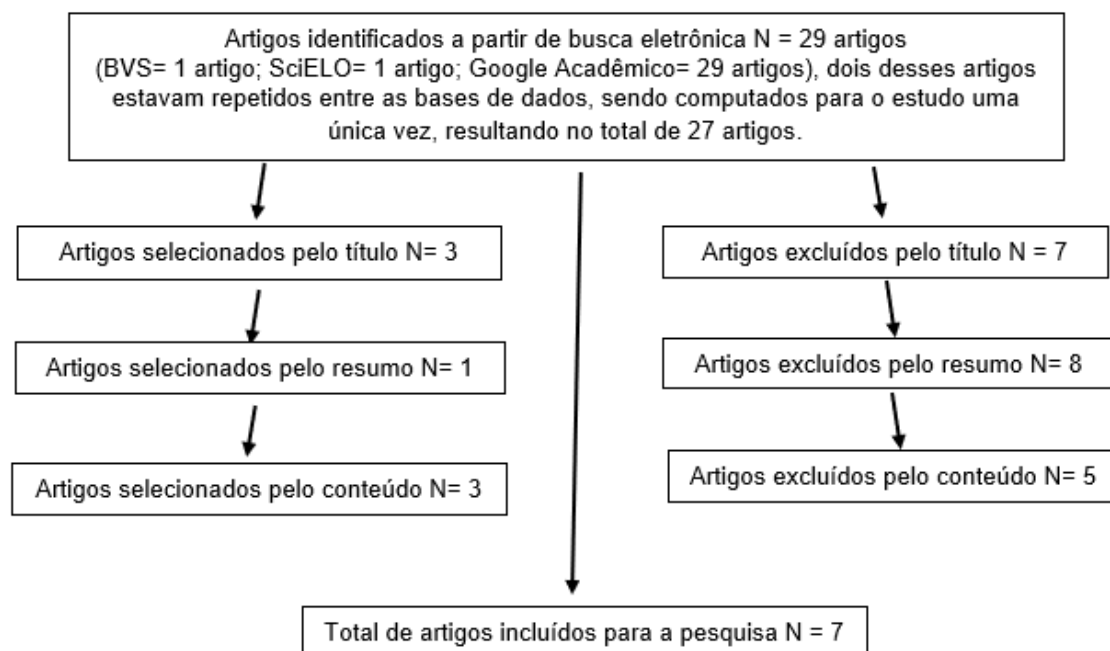 Artigos identificados a partir de busca eletrônica N = 29 artigos
(BVS= 1 artigo; SciELO= 1 artigo; Google Acadêmico= 29 artigos), dois desses artigos
estavam repetidos entre as bases de dados, sendo computados para o estudo uma
única vez, resultando no total de 27 artigos.
Artigos selecionados pelo título N= 3
Artigos excluídos pelo título N = 7
Artigos selecionados pelo resumo N= 1
Artigos excluídos pelo resumo N= 8
Artigos selecionados pelo conteúdo N= 3
Artigos excluídos pelo conteúdo N= 5
Total de artigos incluídos para a pesquisa N = 7